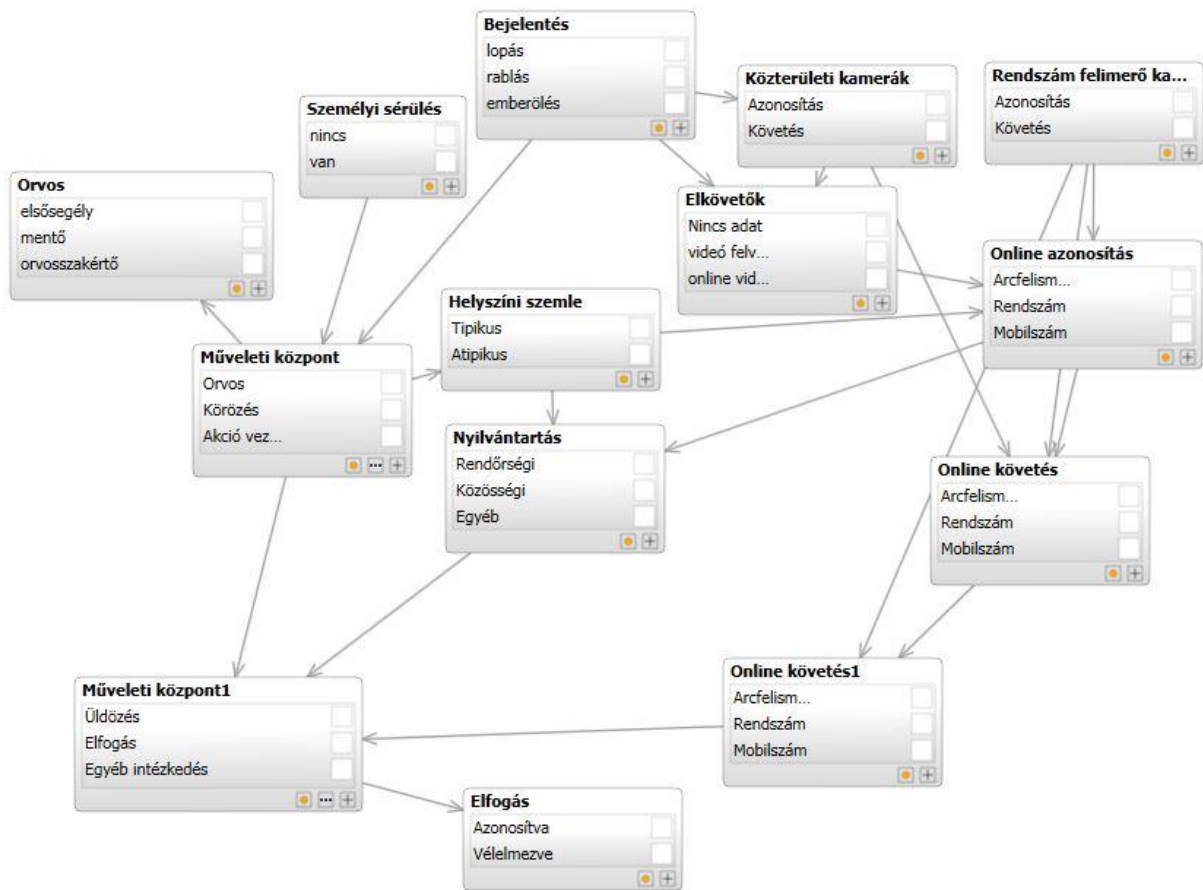 Bejelentés
lopás
rablás
emberölés
Közterületi kamerák
Azonosítás
Követés
Rendszám felimerő ka...
Azonosítás
Követés
Személyi sérülés
nincs
van
Orvos
elsősegély
mentő
orvosszakértő
Elkövetők
Nincs adat
videó felv...
online vid...
Online azonosítás
Arcfelism...
Rendszám
Mobilszám
Helyszíni szemle
Tipikus
Atipikus
Műveleti központ
Orvos
Körözés
Akció vez...
Nyilvántartás
Rendőrségi
Közösségi
Egyéb
Online követés
Arcfelism...
Rendszám
Mobilszám
Online követés1
Arcfelism...
Rendszám
Mobilszám
Műveleti központ1
Üldözés
Elfogás
Egyéb intézkedés
Elfogás
Azonosítva
Vélelmezve